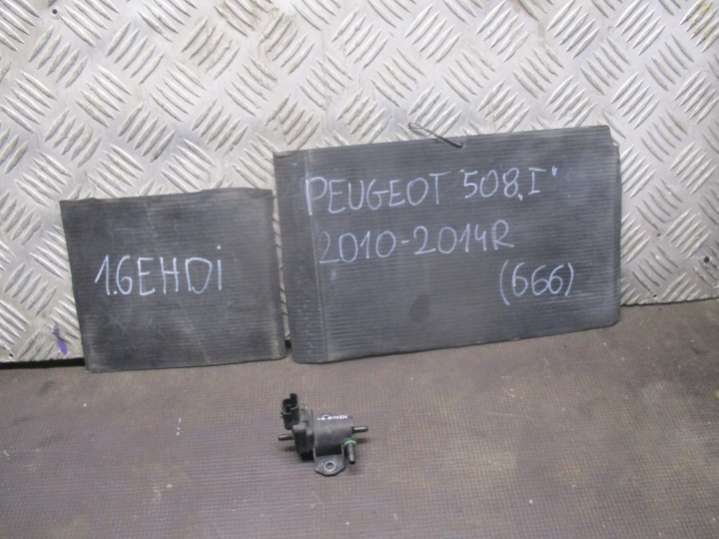 1.6EHDi
PEUGEOT 508.I"
2010-2014R
(666)